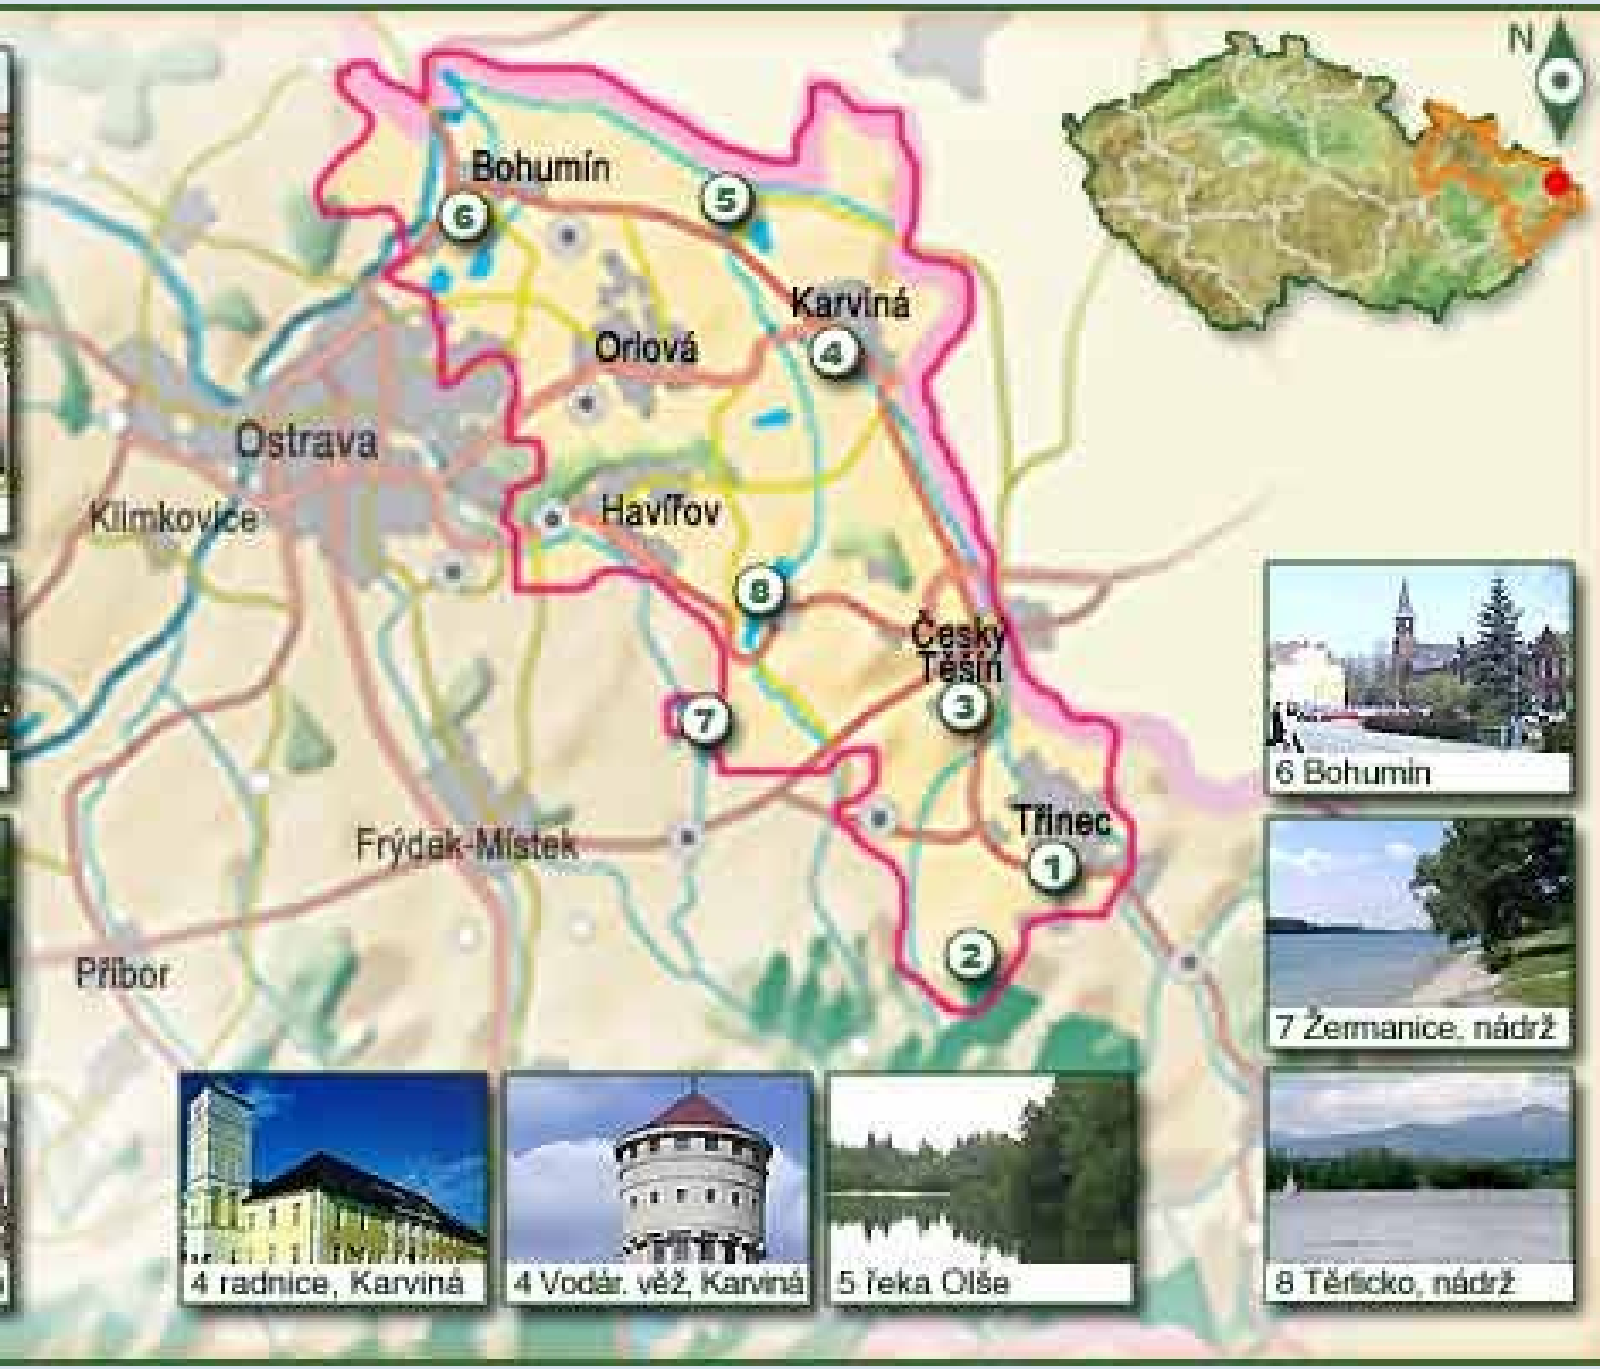 N
Bohumín
6
5
Karviná
4
Orlová
Ostrava
Klimkovice
Havířov
8
Český
Těšín
3
7
Třinec
1
Frýdek-Místek
2
Příbor
6 Bohumín
7 Žermanice, nádrž
4 radnice, Karviná
4 Vodár. věž, Karviná
5 řeka Olše
8 Těrlicko, nádrž